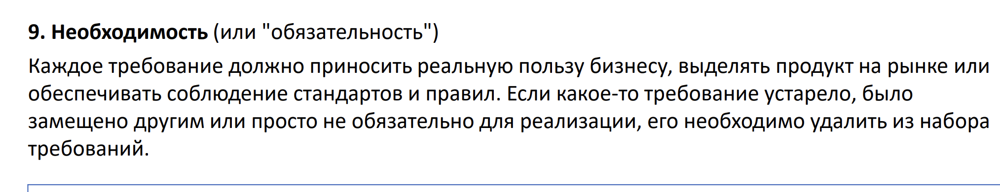 9. Необходимость (или "обязательность")
Каждое требование должно приносить реальную пользу бизнесу, выделять продукт на рынке или
обеспечивать соблюдение стандартов и правил. Если какое-то требование устарело, было
замещено другим или просто не обязательно для реализации, его необходимо удалить из набора
требований.